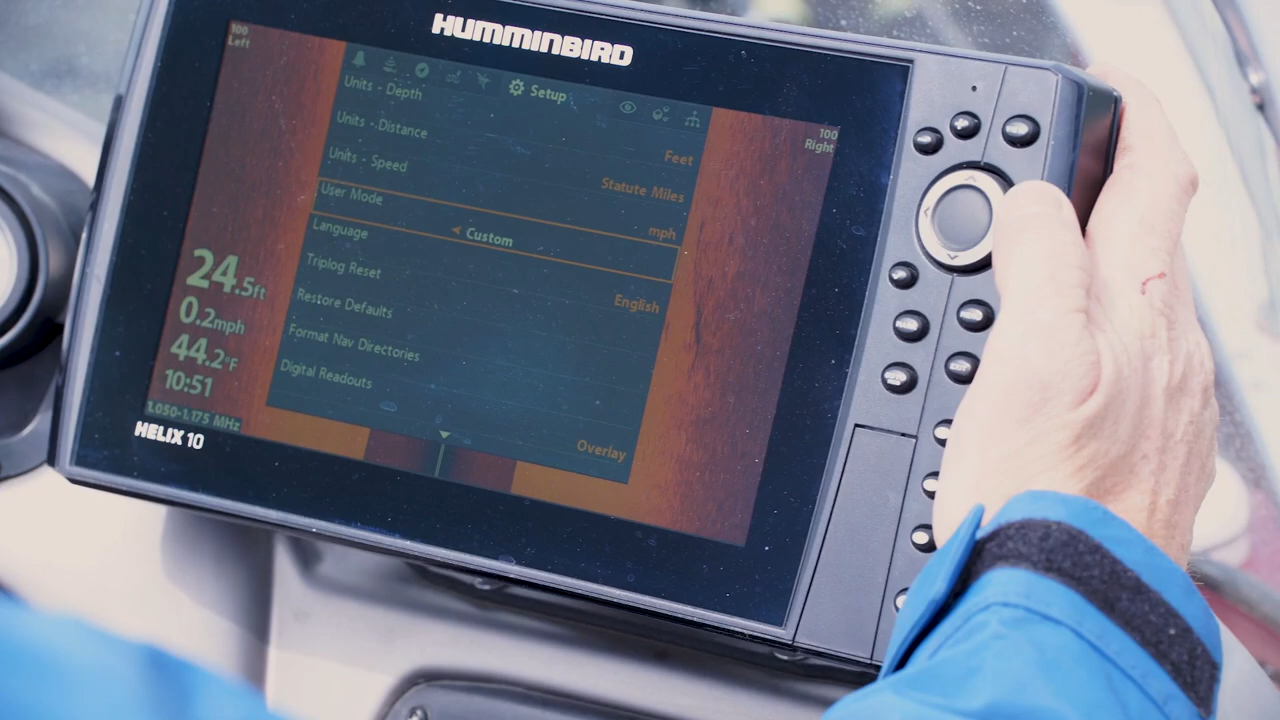 HUMMINBIRD
100
Left
Setup
100
Right
Units - Depth
Feet
Units - Distance
Statute Miles
Units - Speed
mph
User Mode
Custom
Language
English
Triplog Reset
Restore Defaults
Format Nav Directories
Digital Readouts
Overlay
24.5ft
0.2mph
44.2°F
10:51
1.050-1.175 MHz
HELIX 10